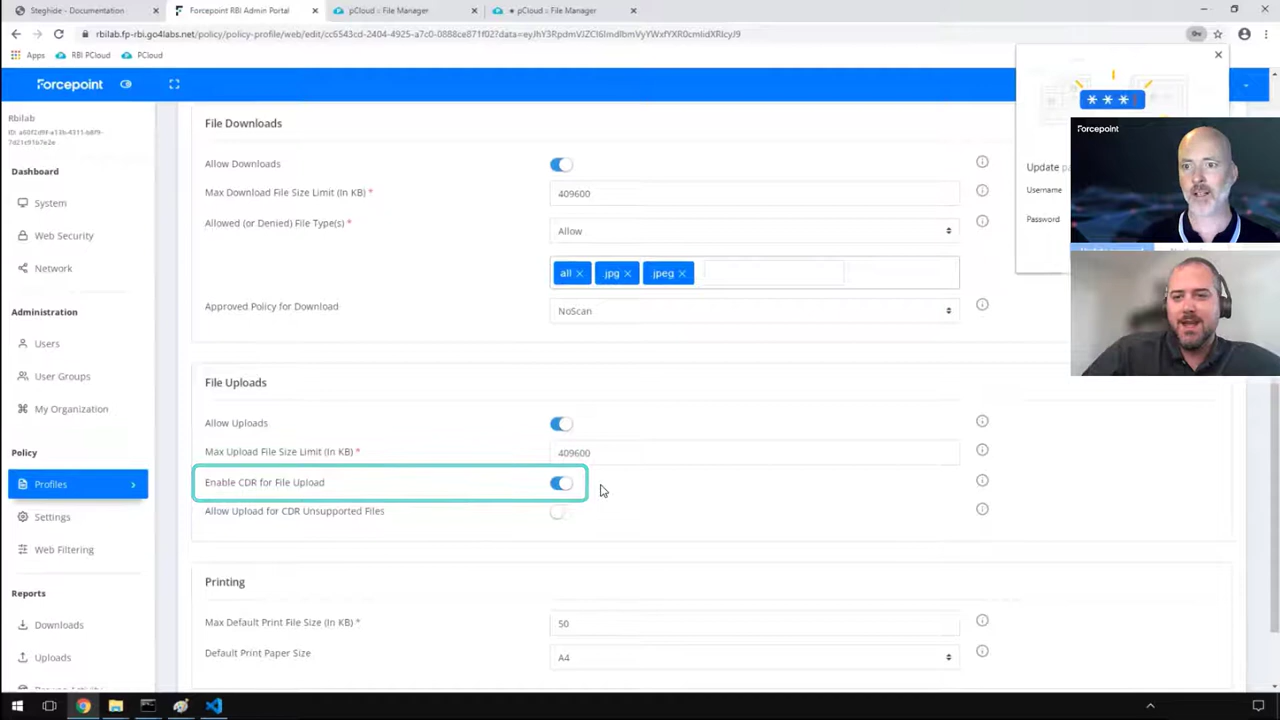 Steghide - Documentation
Forcepoint RBI Admin Portal
pCloud :: File Manager
● pCloud :: File Manager
Apps
RBI PCloud
PCloud
Forcepoint
Rbilab
Dashboard
System
Web Security
Network
Administration
Users
User Groups
My Organization
Policy
Profiles
Settings
Web Filtering
Reports
Downloads
Uploads
File Downloads
Allow Downloads
Max Download File Size Limit (In KB) *
409600
Allowed (or Denied) File Type(s) *
Allow
all × jpg × jpeg ×
Approved Policy for Download
NoScan
File Uploads
Allow Uploads
Max Upload File Size Limit (In KB) *
409600
Enable CDR for File Upload
Allow Upload for CDR Unsupported Files
Printing
Max Default Print File Size (In KB) *
50
Default Print Paper Size
A4
* * *
Forcepoint
Update
Username
Password